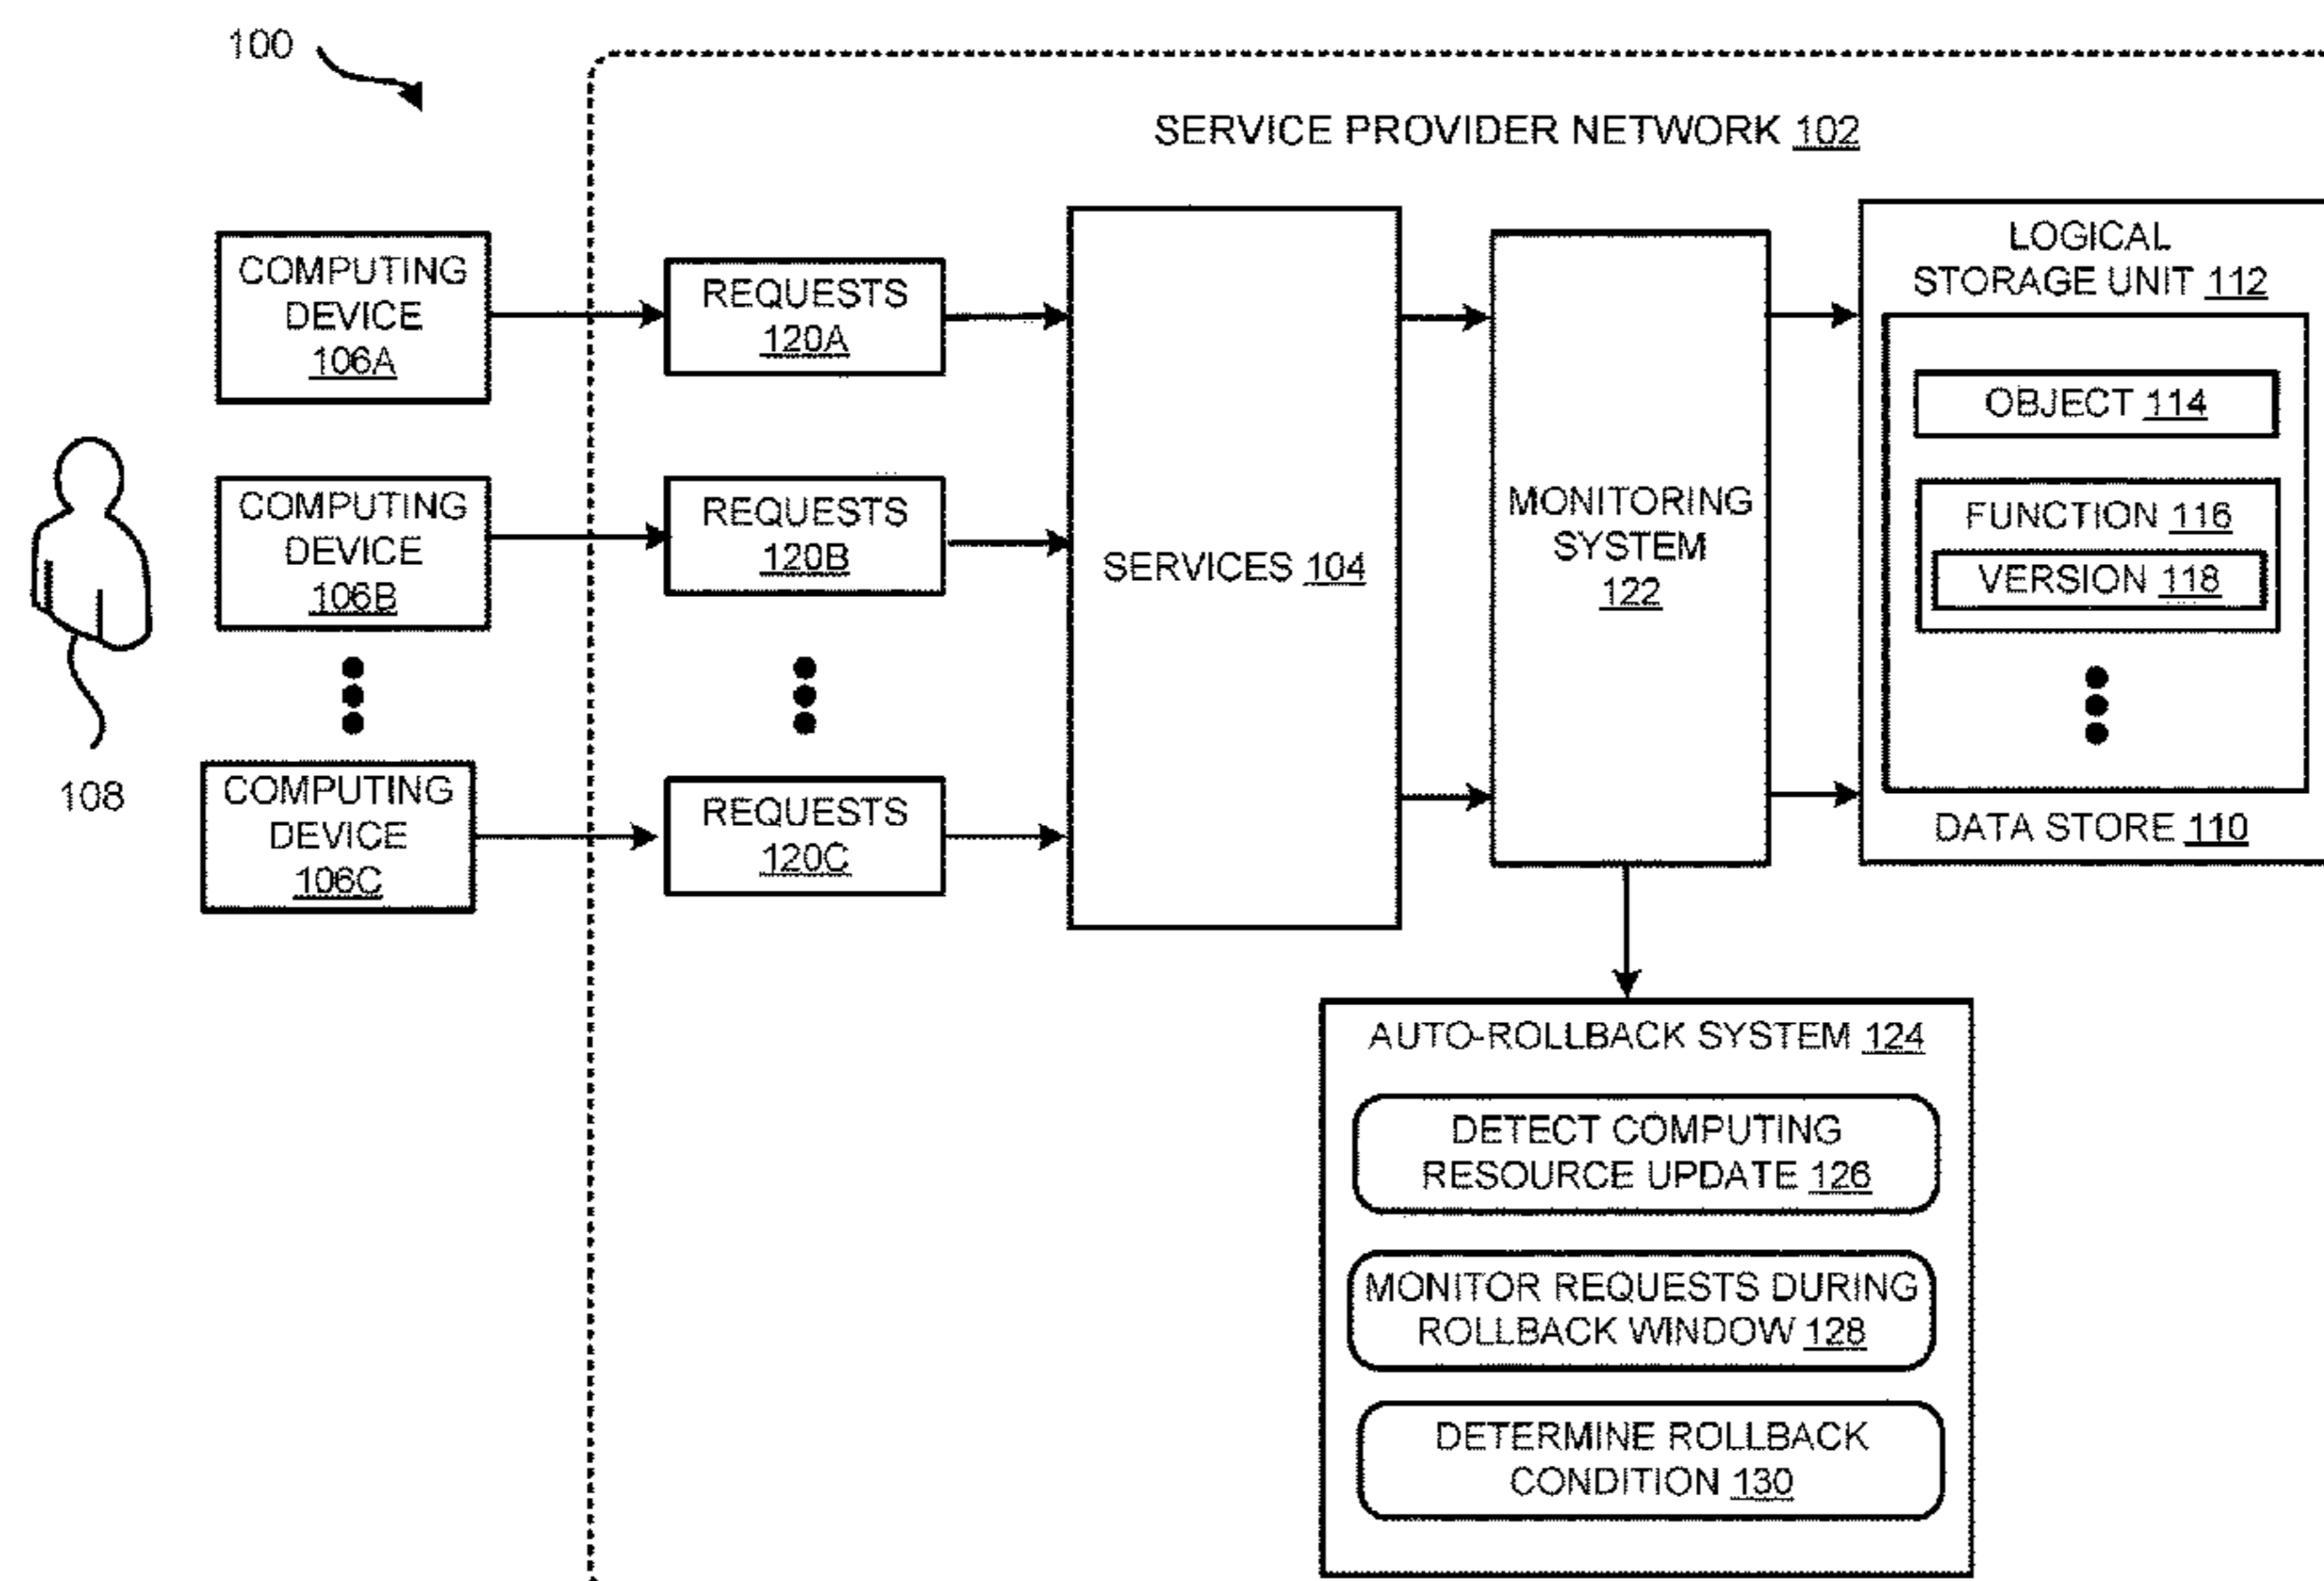 100
SERVICE PROVIDER NETWORK 102
COMPUTING
DEVICE
106A
REQUESTS
120A
COMPUTING
DEVICE
106B
REQUESTS
120B
COMPUTING
DEVICE
106C
REQUESTS
120C
108
SERVICES 104
MONITORING
SYSTEM
122
LOGICAL
STORAGE UNIT 112
OBJECT 114
FUNCTION 116
VERSION 118
DATA STORE 110
AUTO-ROLLBACK SYSTEM 124
DETECT COMPUTING
RESOURCE UPDATE 126
MONITOR REQUESTS DURING
ROLLBACK WINDOW 128
DETERMINE ROLLBACK
CONDITION 130